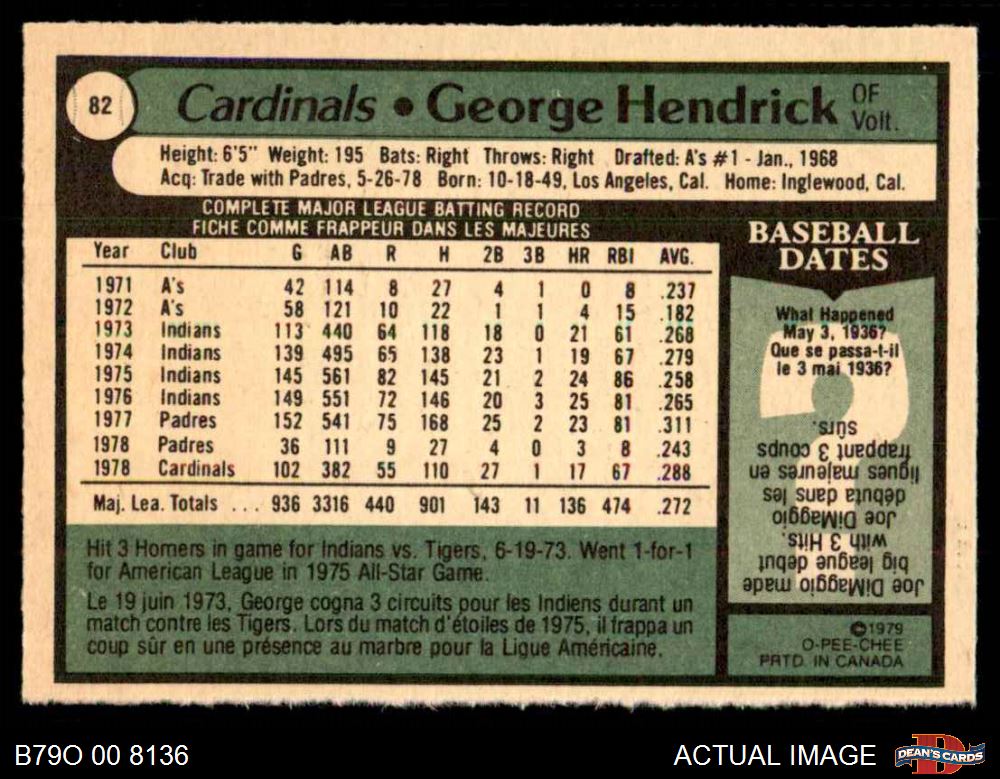 82
Cardinals • George Hendrick OF Volt.
Height: 6'5" Weight: 195 Bats: Right Throws: Right Drafted: A's #1 - Jan., 1968
Acq: Trade with Padres, 5-26-78 Born: 10-18-49, Los Angeles, Cal. Home: Inglewood, Cal.
COMPLETE MAJOR LEAGUE BATTING RECORD
FICHE COMME FRAPPEUR DANS LES MAJEURES
Year Club G AB R H 2B 3B HR RBI AVG.
1971 A's 42 114 8 27 4 1 0 8 .237
1972 A's 58 121 10 22 1 1 4 15 .182
1973 Indians 113 440 64 118 18 0 21 61 .268
1974 Indians 139 495 65 138 23 1 19 67 .279
1975 Indians 145 561 82 145 21 2 24 86 .258
1976 Indians 149 551 72 146 20 3 25 81 .265
1977 Padres 152 541 75 168 25 2 23 81 .311
1978 Padres 36 111 9 27 4 0 3 8 .243
1978 Cardinals 102 382 55 110 27 1 17 67 .288
Maj. Lea. Totals ... 936 3316 440 901 143 11 136 474 .272
Hit 3 Homers in game for Indians vs. Tigers, 6-19-73. Went 1-for-1
for American League in 1975 All-Star Game.
Le 19 juin 1973, George cogna 3 circuits pour les Indiens durant un
match contre les Tigers. Lors du match d'étoiles de 1975, il frappa un
coup sûr en une présence au marbre pour la Ligue Américaine.
BASEBALL
DATES
What Happened
May 3, 1936?
Que se passa-t-il
le 3 mai 1936?
Joe DiMaggio made
big league debut
with 3 Hits.
Joe DiMaggio
débuta dans les
ligues majeures en
frappant 3 coups
sûrs.
©1979
O-PEE-CHEE
PRTD. IN CANADA
B79O 00 8136
ACTUAL IMAGE
D
DEAN'S CARDS